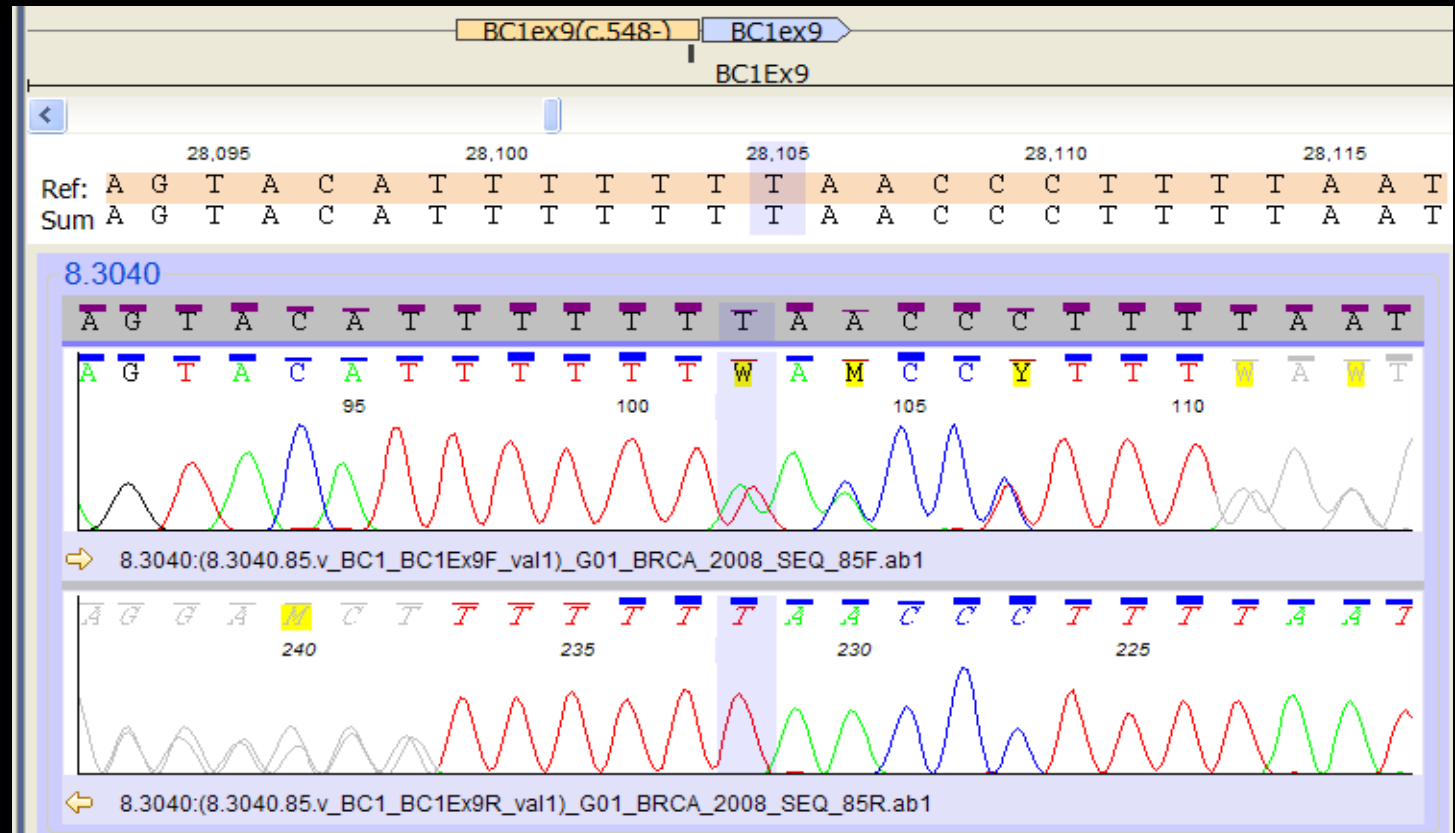 BC1ex9(c.548-) BC1ex9
BC1Ex9
28,095 28,100 28,105 28,110 28,115
Ref: A G T A C A T T T T T T T A A C C C T T T T A A T
Sum A G T A C A T T T T T T T A A C C C T T T T A A T
8.3040
A G T A C A T T T T T T T A A C C C T T T T A A T
A G T A C A T T T T T T W A M C C Y T T T W A W T
95 100 105 110
8.3040:(8.3040.85.v_BC1_BC1Ex9F_val1)_G01_BRCA_2008_SEQ_85F.ab1
A G G A M C T T T T T T T A A C C C T T T T A A T
240 235 230 225
8.3040:(8.3040.85.v_BC1_BC1Ex9R_val1)_G01_BRCA_2008_SEQ_85R.ab1